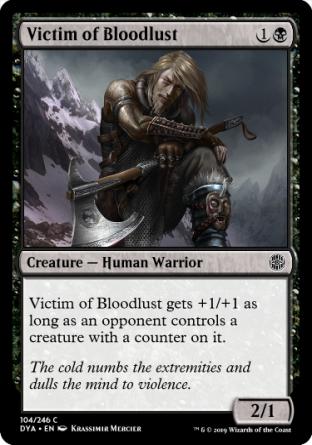 Victim of Bloodlust 1
Creature — Human Warrior
Victim of Bloodlust gets +1/+1 as
long as an opponent controls a
creature with a counter on it.
The cold numbs the extremities and
dulls the mind to violence.
2/1
104/246 C
DYA • EN KRASSIMIR MERCIER
™ & © 2019 Wizards of the Coast